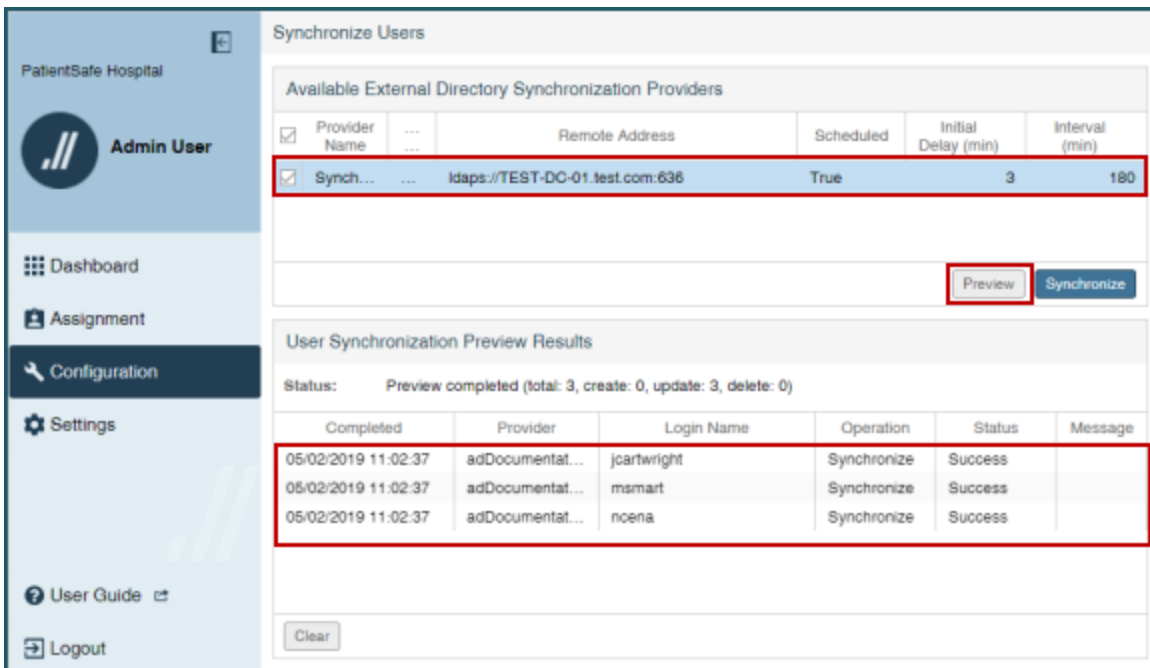 PatientSafe Hospital
Admin User
Dashboard
Assignment
Configuration
Settings
User Guide
Logout
Synchronize Users
Available External Directory Synchronization Providers
Provider Name ... ... Remote Address Scheduled Initial Delay (min) Interval (min)
Synch... ... ldaps://TEST-DC-01.test.com:636 True 3 180
Preview Synchronize
User Synchronization Preview Results
Status: Preview completed (total: 3, create: 0, update: 3, delete: 0)
Completed Provider Login Name Operation Status Message
05/02/2019 11:02:37 adDocumentat... jcartwright Synchronize Success
05/02/2019 11:02:37 adDocumentat... msmart Synchronize Success
05/02/2019 11:02:37 adDocumentat... ncena Synchronize Success
Clear